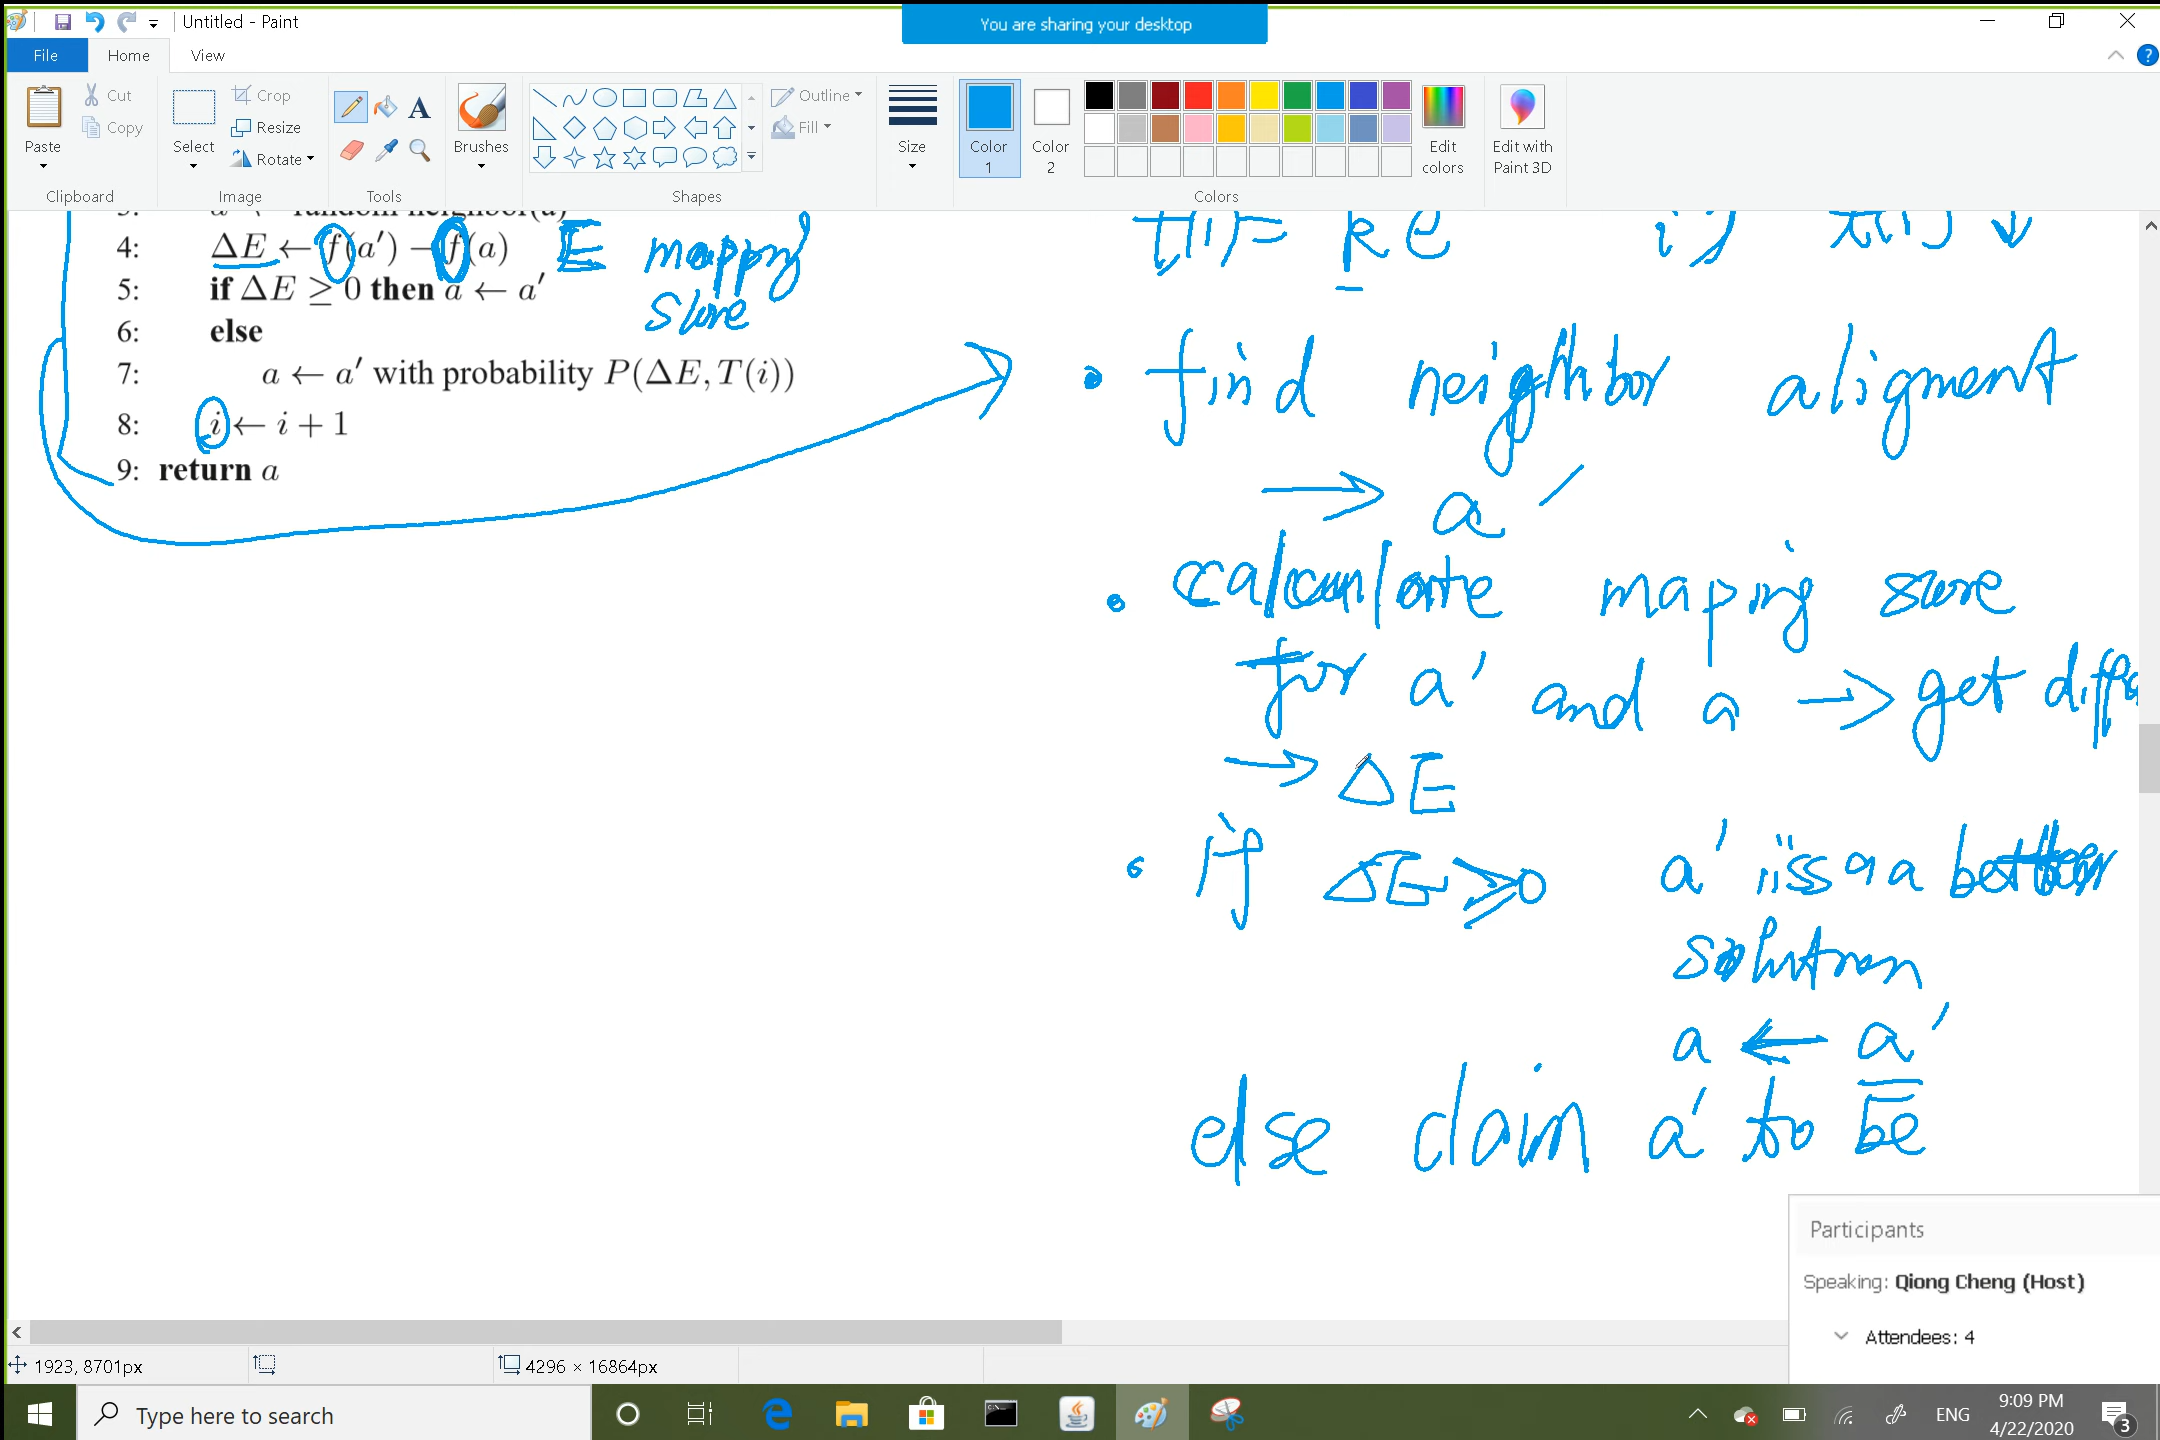 Untitled - Paint
You are sharing your desktop
File Home View
Paste
Cut
Copy
Clipboard
Select
Crop
Resize
Rotate
Image
A
Tools
Brushes
Shapes
Outline
Fill
Size
Color 1
Color 2
Colors
Edit colors
Edit with Paint 3D
4: ΔE ← f(a′) − f(a)
5: if ΔE ≥ 0 then a ← a′
6: else
7: a ← a′ with probability P(ΔE, T(i))
8: i ← i + 1
9: return a
E mapping
score
• find neighbor aligment
→ a′
• calculate maping score
for a′ and a → get
→ ΔE
• if ΔE ≥ 0 a′ is a better
solution
a ← a′
else claim a′ to be
Participants
Speaking: Qiong Cheng (Host)
Attendees: 4
1923, 8701px
4296 × 16864px
Type here to search
ENG
9:09 PM
4/22/2020
3